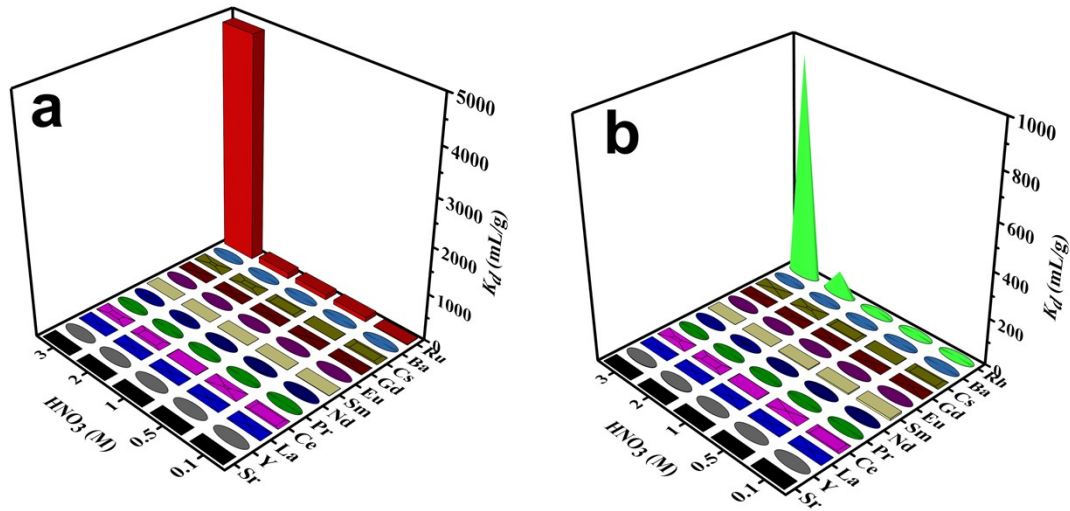 a
5000
4000
3000
2000
1000
0
Kd (mL/g)
3
2
1
0.5
0.1
HNO3 (M)
Sr
Y
La
Ce
Pr
Nd
Sm
Eu
Gd
Cs
Ba
Ru
b
1000
800
600
400
200
0
Kd (mL/g)
3
2
1
0.5
0.1
HNO3 (M)
Sr
Y
La
Ce
Pr
Nd
Sm
Eu
Gd
Cs
Ba
Rh